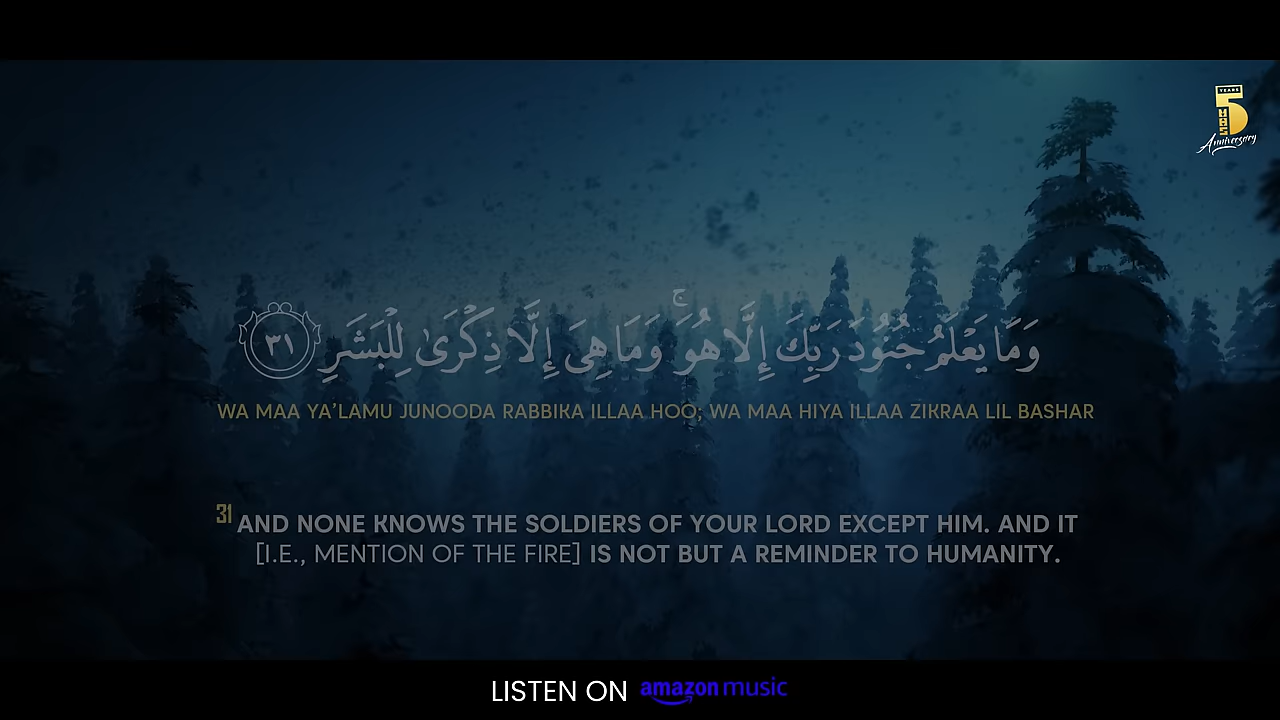 YEARS
5
MBS
Anniversary
وَمَا يَعْلَمُ جُنُودَ رَبِّكَ إِلَّا هُوَ ۚ وَمَا هِىَ إِلَّا ذِكْرَىٰ لِلْبَشَرِ ٣١
WA MAA YA’LAMU JUNOODA RABBIKA ILLAA HOO; WA MAA HIYA ILLAA ZIKRAA LIL BASHAR
31 AND NONE KNOWS THE SOLDIERS OF YOUR LORD EXCEPT HIM. AND IT
[I.E., MENTION OF THE FIRE] IS NOT BUT A REMINDER TO HUMANITY.
LISTEN ON amazon music